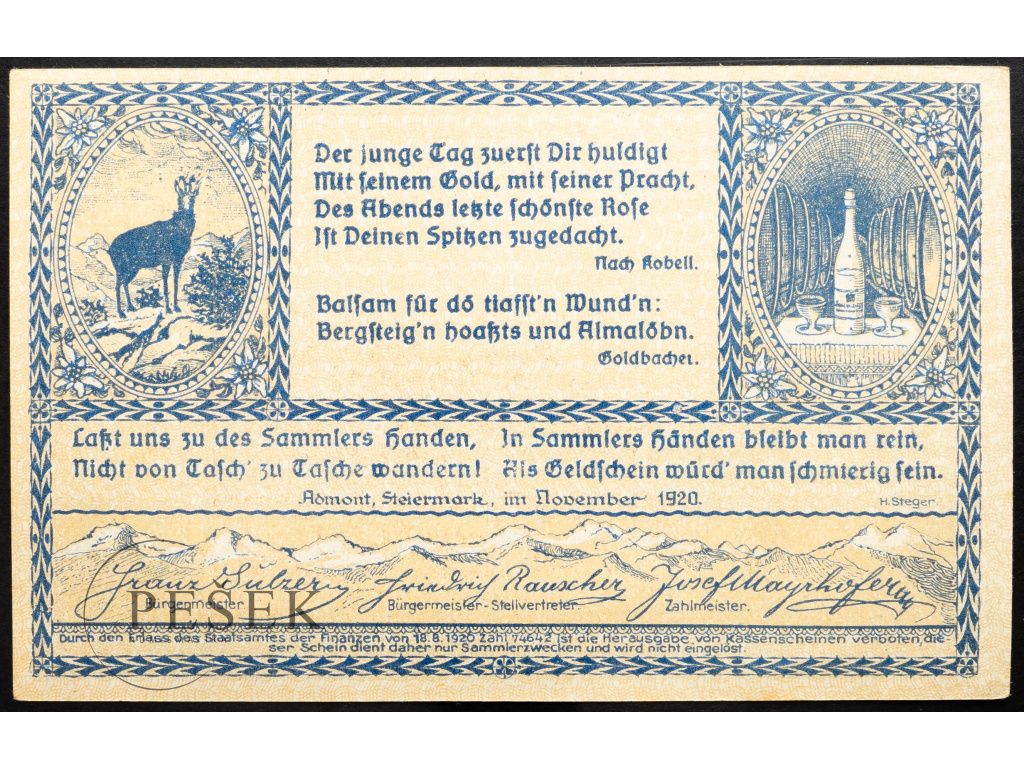 Der junge Tag zuerst Dir huldigt
Mit seinem Gold, mit seiner Pracht,
Des Abends letzte schönste Rose
Ist Deinen Spitzen zugedacht.
Nach Kobell.
Balsam für dö tiafst'n Wund'n:
Bergsteig'n hoaßts und Almalöbn.
Goldbacher.
Laßt uns zu des Sammlers Handen,
Nicht von Tasch' zu Tasche wandern!
In Sammlers Händen bleibt man rein,
Als Geldschein würd' man schmierig sein.
Admont, Steiermark, im November 1920.
H. Steger.
Franz Sulzer
Friedrich Rauscher
Josef Mayrhofer
Bürgermeister
Bürgermeister-Stellvertreter.
Zahlmeister.
PEŠEK
Durch den Erlass des Staatsamtes der Finanzen von 18.8.1920 Zahl 74642 ist die Herausgabe von Kassenscheinen verboten, die-
ser Schein dient daher nur Sammlerzwecken und wird nicht eingelöst.